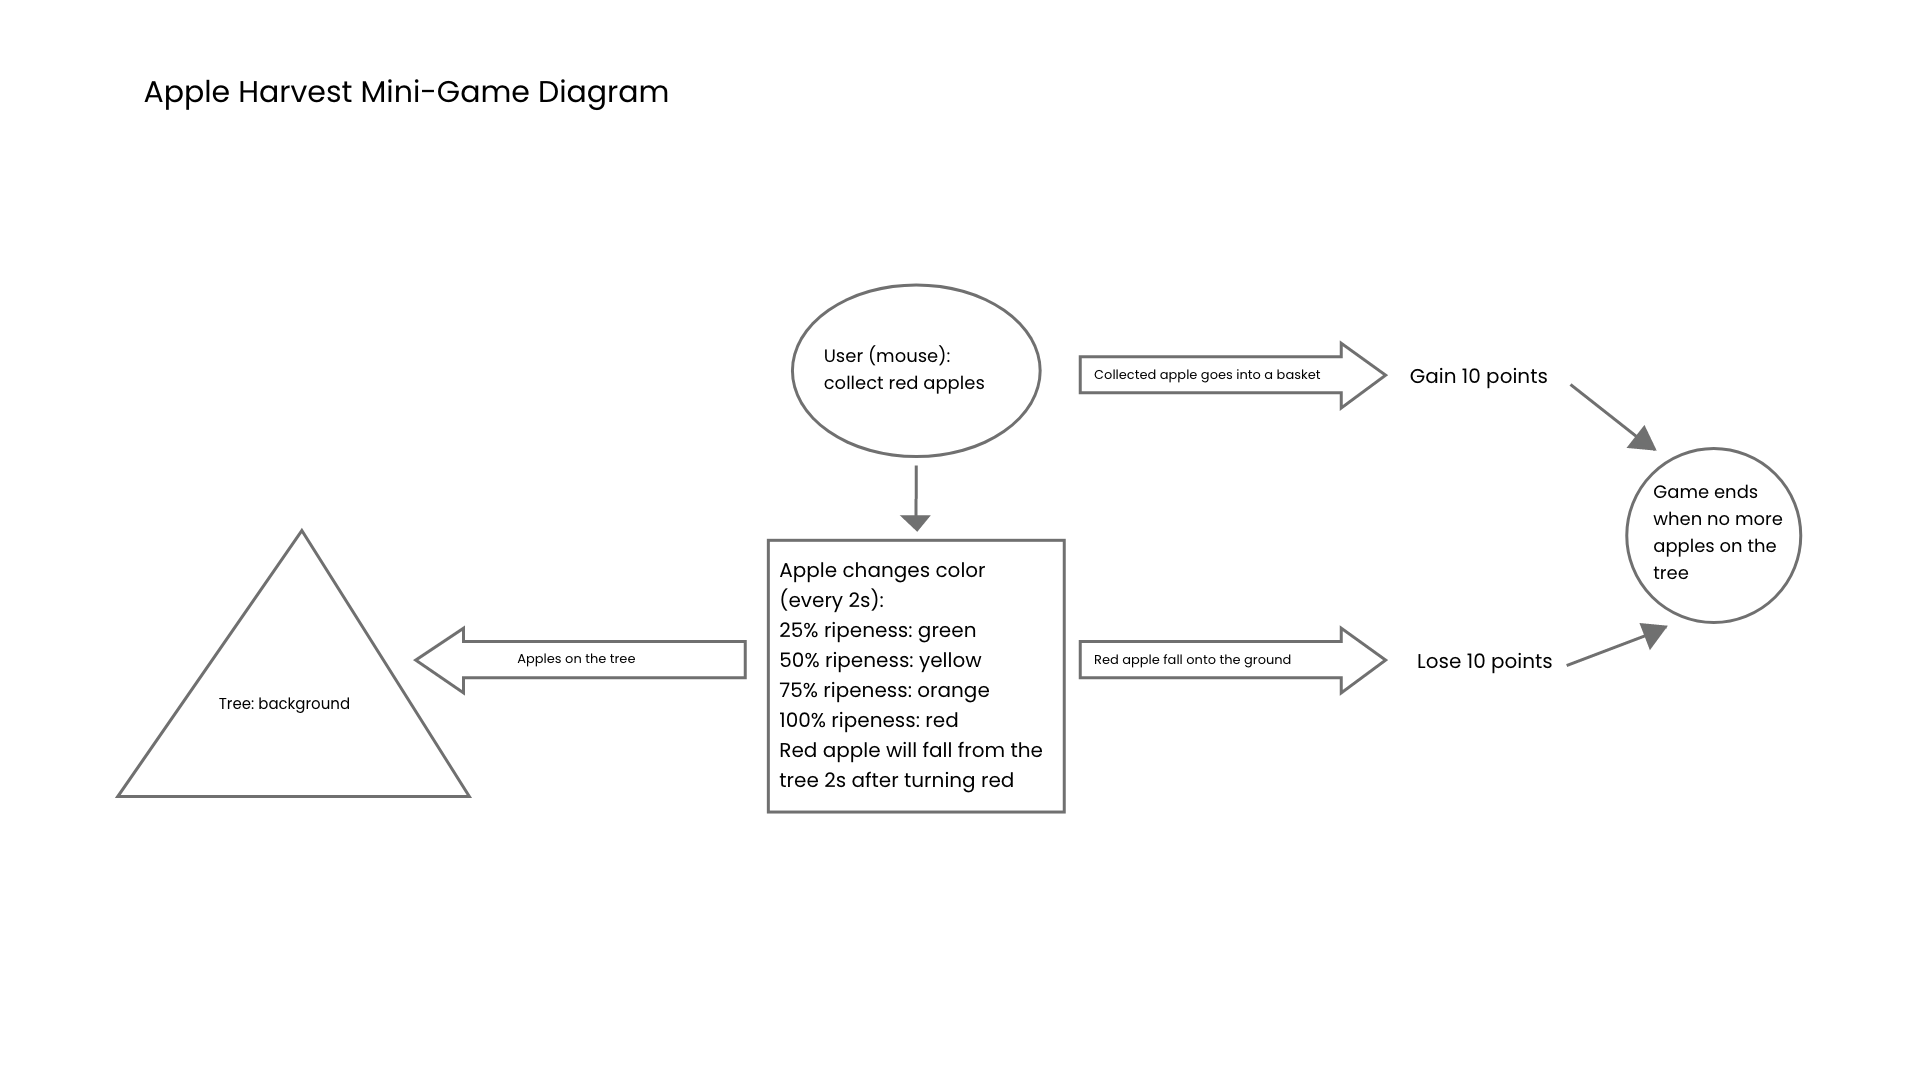 Apple Harvest Mini-Game Diagram
User (mouse):
collect red apples
Collected apple goes into a basket
Gain 10 points
Game ends
when no more
apples on the
tree
Apple changes color
(every 2s):
25% ripeness: green
50% ripeness: yellow
75% ripeness: orange
100% ripeness: red
Red apple will fall from the
tree 2s after turning red
Apples on the tree
Tree: background
Red apple fall onto the ground
Lose 10 points